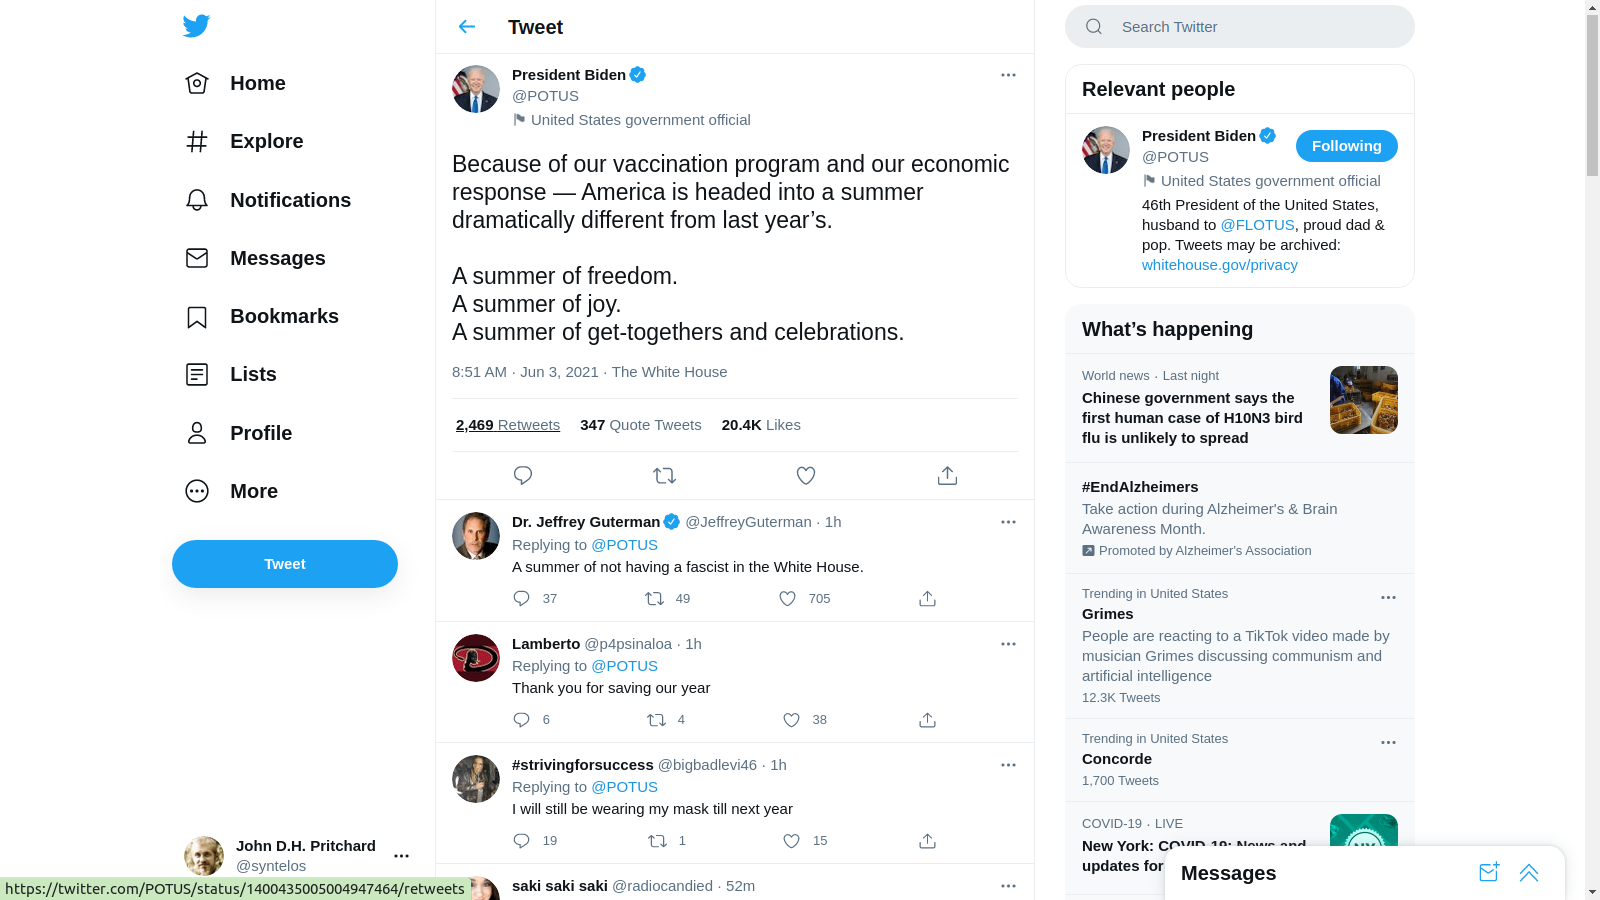 Home
Explore
Notifications
Messages
Bookmarks
Lists
Profile
More
Tweet
John D.H. Pritchard
@syntelos
https://twitter.com/POTUS/status/1400435005004947464/retweets
Tweet
President Biden
@POTUS
United States government official
Because of our vaccination program and our economic
response — America is headed into a summer
dramatically different from last year’s.
A summer of freedom.
A summer of joy.
A summer of get-togethers and celebrations.
8:51 AM · Jun 3, 2021 · The White House
2,469 Retweets 347 Quote Tweets 20.4K Likes
Dr. Jeffrey Guterman @JeffreyGuterman · 1h
Replying to @POTUS
A summer of not having a fascist in the White House.
37 49 705
Lamberto @p4psinaloa · 1h
Replying to @POTUS
Thank you for saving our year
6 4 38
#strivingforsuccess @bigbadlevi46 · 1h
Replying to @POTUS
I will still be wearing my mask till next year
19 1 15
saki saki saki @radiocandied · 52m
Search Twitter
Relevant people
President Biden
@POTUS
Following
United States government official
46th President of the United States,
husband to @FLOTUS, proud dad &
pop. Tweets may be archived:
whitehouse.gov/privacy
What’s happening
World news · Last night
Chinese government says the
first human case of H10N3 bird
flu is unlikely to spread
#EndAlzheimers
Take action during Alzheimer's & Brain
Awareness Month.
Promoted by Alzheimer's Association
Trending in United States
Grimes
People are reacting to a TikTok video made by
musician Grimes discussing communism and
artificial intelligence
12.3K Tweets
Trending in United States
Concorde
1,700 Tweets
COVID-19 · LIVE
New York: COVID-19: News and
updates for
Messages